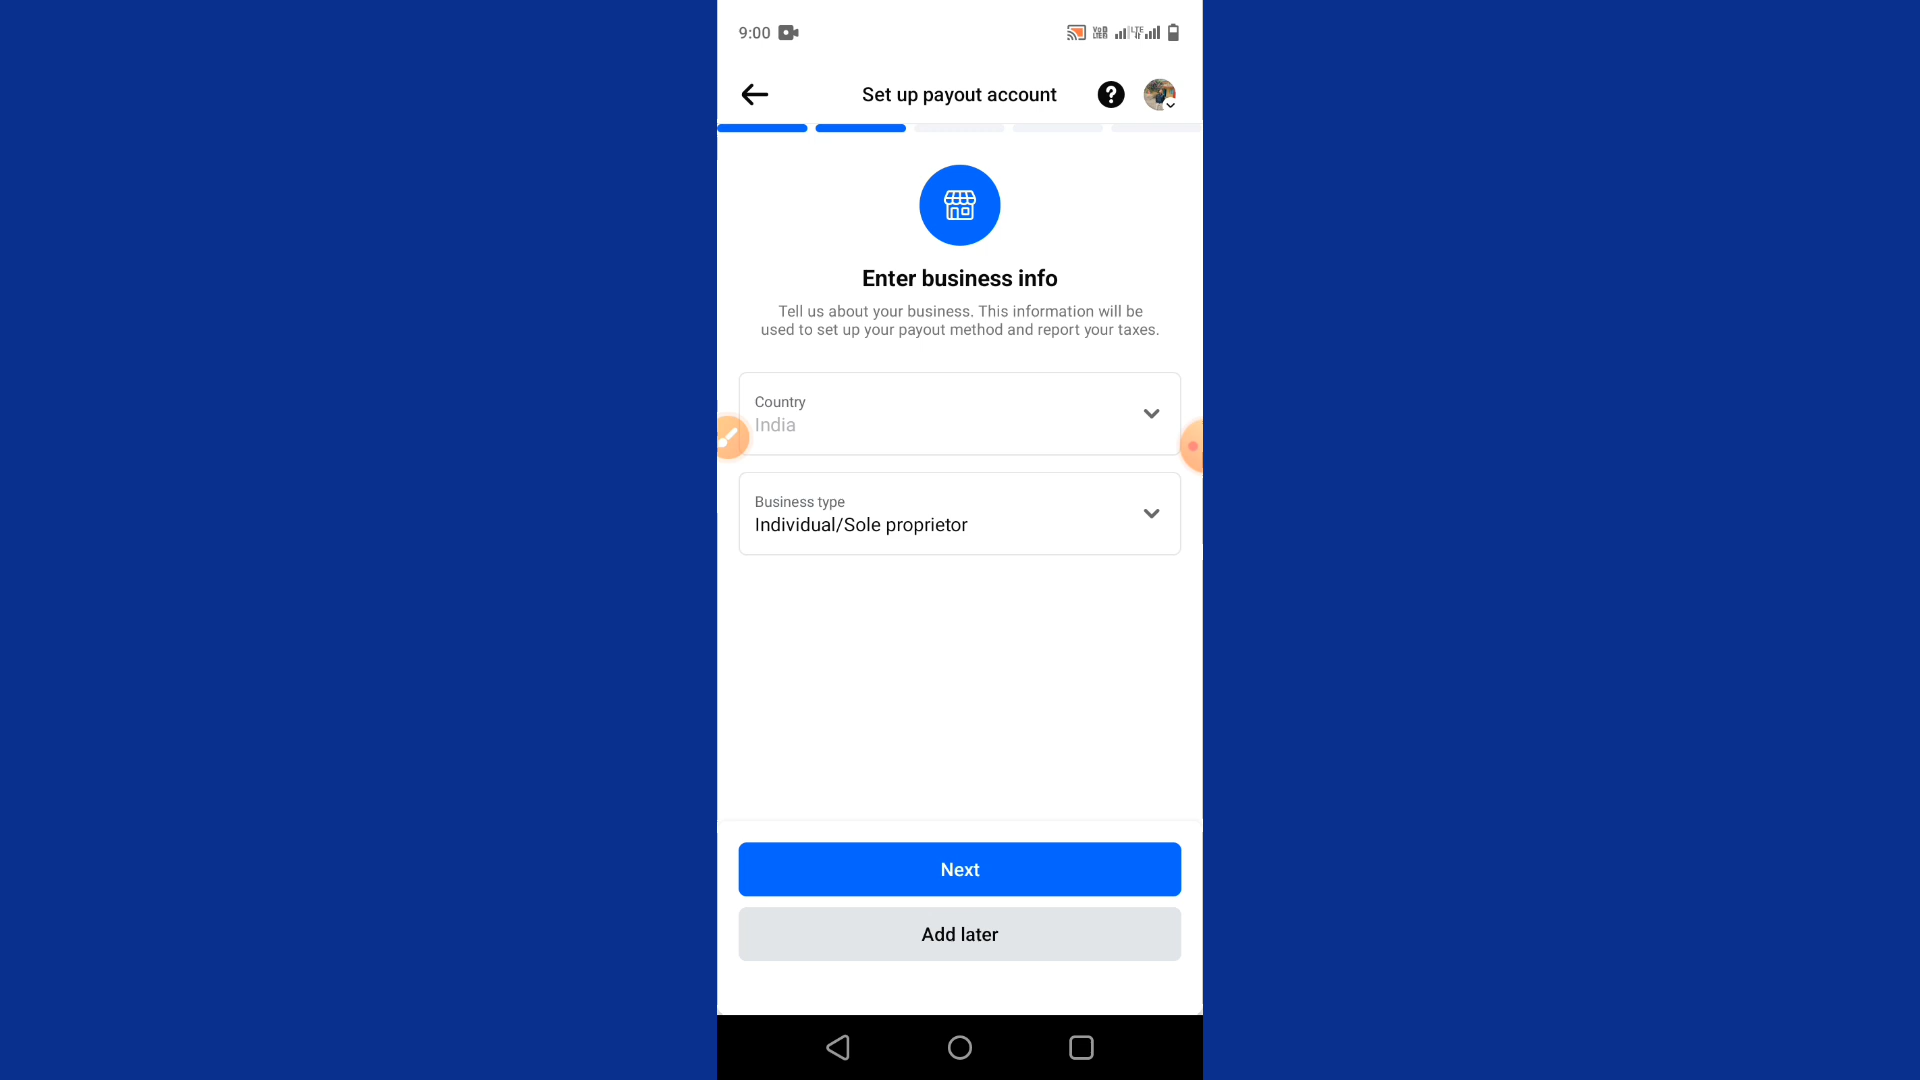 9:00
Set up payout account
Enter business info
Tell us about your business. This information will be
used to set up your payout method and report your taxes.
Country
India
Business type
Individual/Sole proprietor
Next
Add later